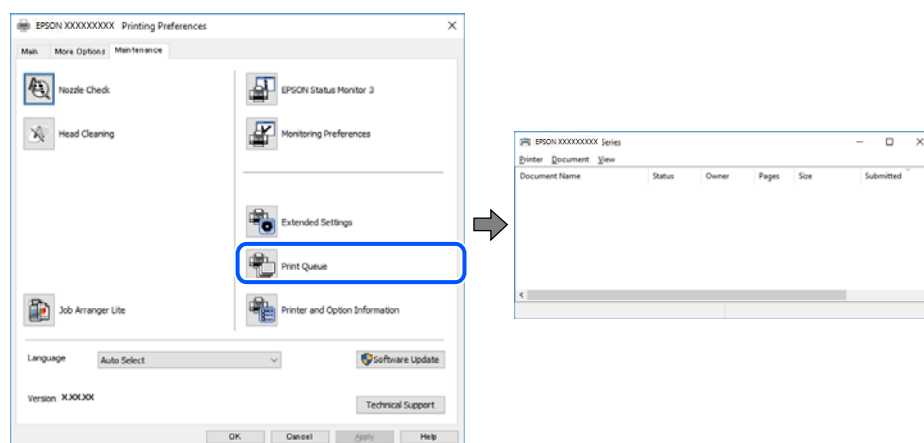 EPSON XXXXXXXXX Printing Preferences
Main More Options Maintenance
Nozzle Check
EPSON Status Monitor 3
Head Cleaning
Monitoring Preferences
Extended Settings
Print Queue
Job Arranger Lite
Printer and Option Information
Language Auto Select
Software Update
Version X.XX.XX
Technical Support
OK Cancel Apply Help
EPSON XXXXXXXXX Series
Printer Document View
Document Name Status Owner Pages Size Submitted